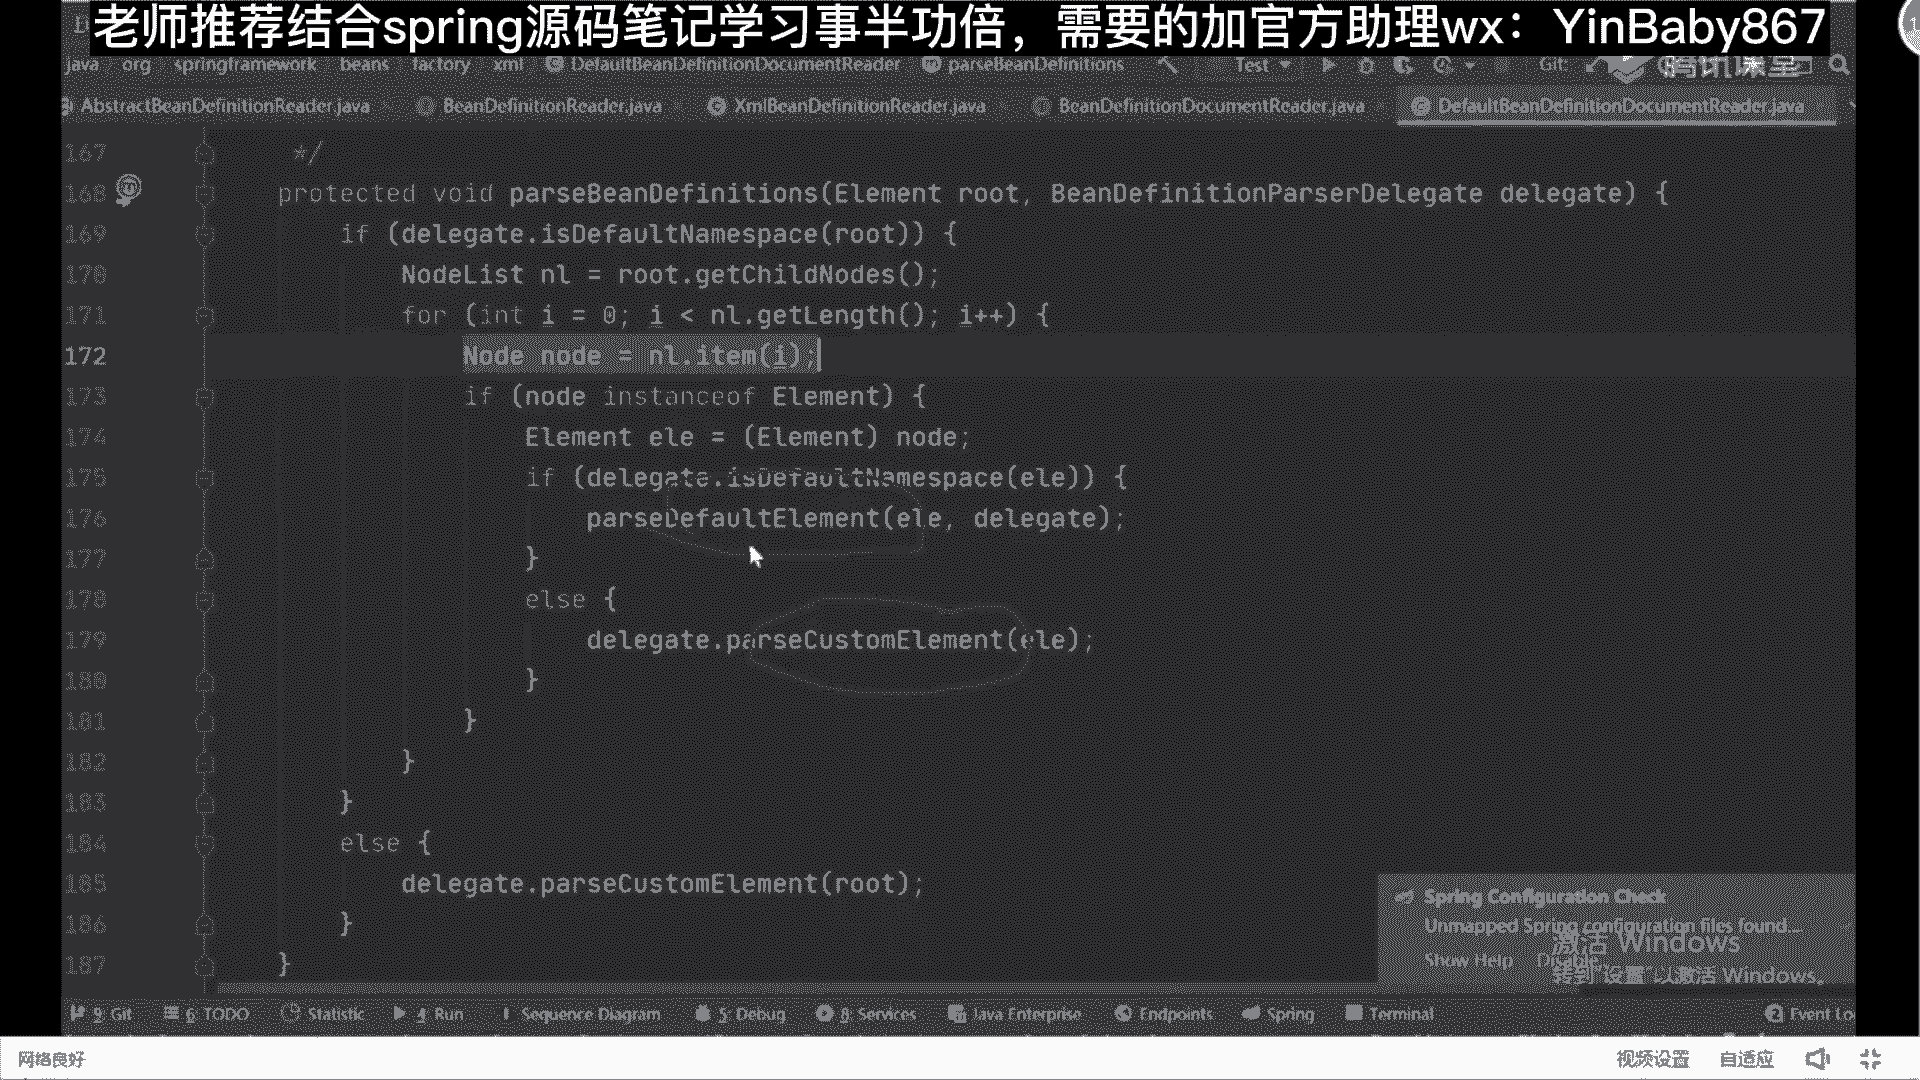 老师推荐结合spring源码笔记学习事半功倍，需要的加官方助理wx：YinBaby867
java org springframework beans factory xml DefaultBeanDefinitionDocumentReader parseBeanDefinitions Test Git: 腾讯课堂
AbstractBeanDefinitionReader.java BeanDefinitionReader.java XmlBeanDefinitionReader.java BeanDefinitionDocumentReader.java DefaultBeanDefinitionDocumentReader.java
167 */
168 protected void parseBeanDefinitions(Element root, BeanDefinitionParserDelegate delegate) {
169 if (delegate.isDefaultNamespace(root)) {
170 NodeList nl = root.getChildNodes();
171 for (int i = 0; i < nl.getLength(); i++) {
172 Node node = nl.item(i);
173 if (node instanceof Element) {
174 Element ele = (Element) node;
175 if (delegate.isDefaultNamespace(ele)) {
176 parseDefaultElement(ele, delegate);
177 }
178 else {
179 delegate.parseCustomElement(ele);
180 }
181 }
182 }
183 }
184 else {
185 delegate.parseCustomElement(root);
186 }
187 }
Spring Configuration Check
Unmapped Spring configuration files found...
Show Help Disable
激活 Windows
转到"设置"以激活 Windows。
9: Git 6: TODO Statistic 4: Run Sequence Diagram 5: Debug 8: Services Java Enterprise Endpoints Spring Terminal 2 Event Lo
网络良好 视频设置 自适应